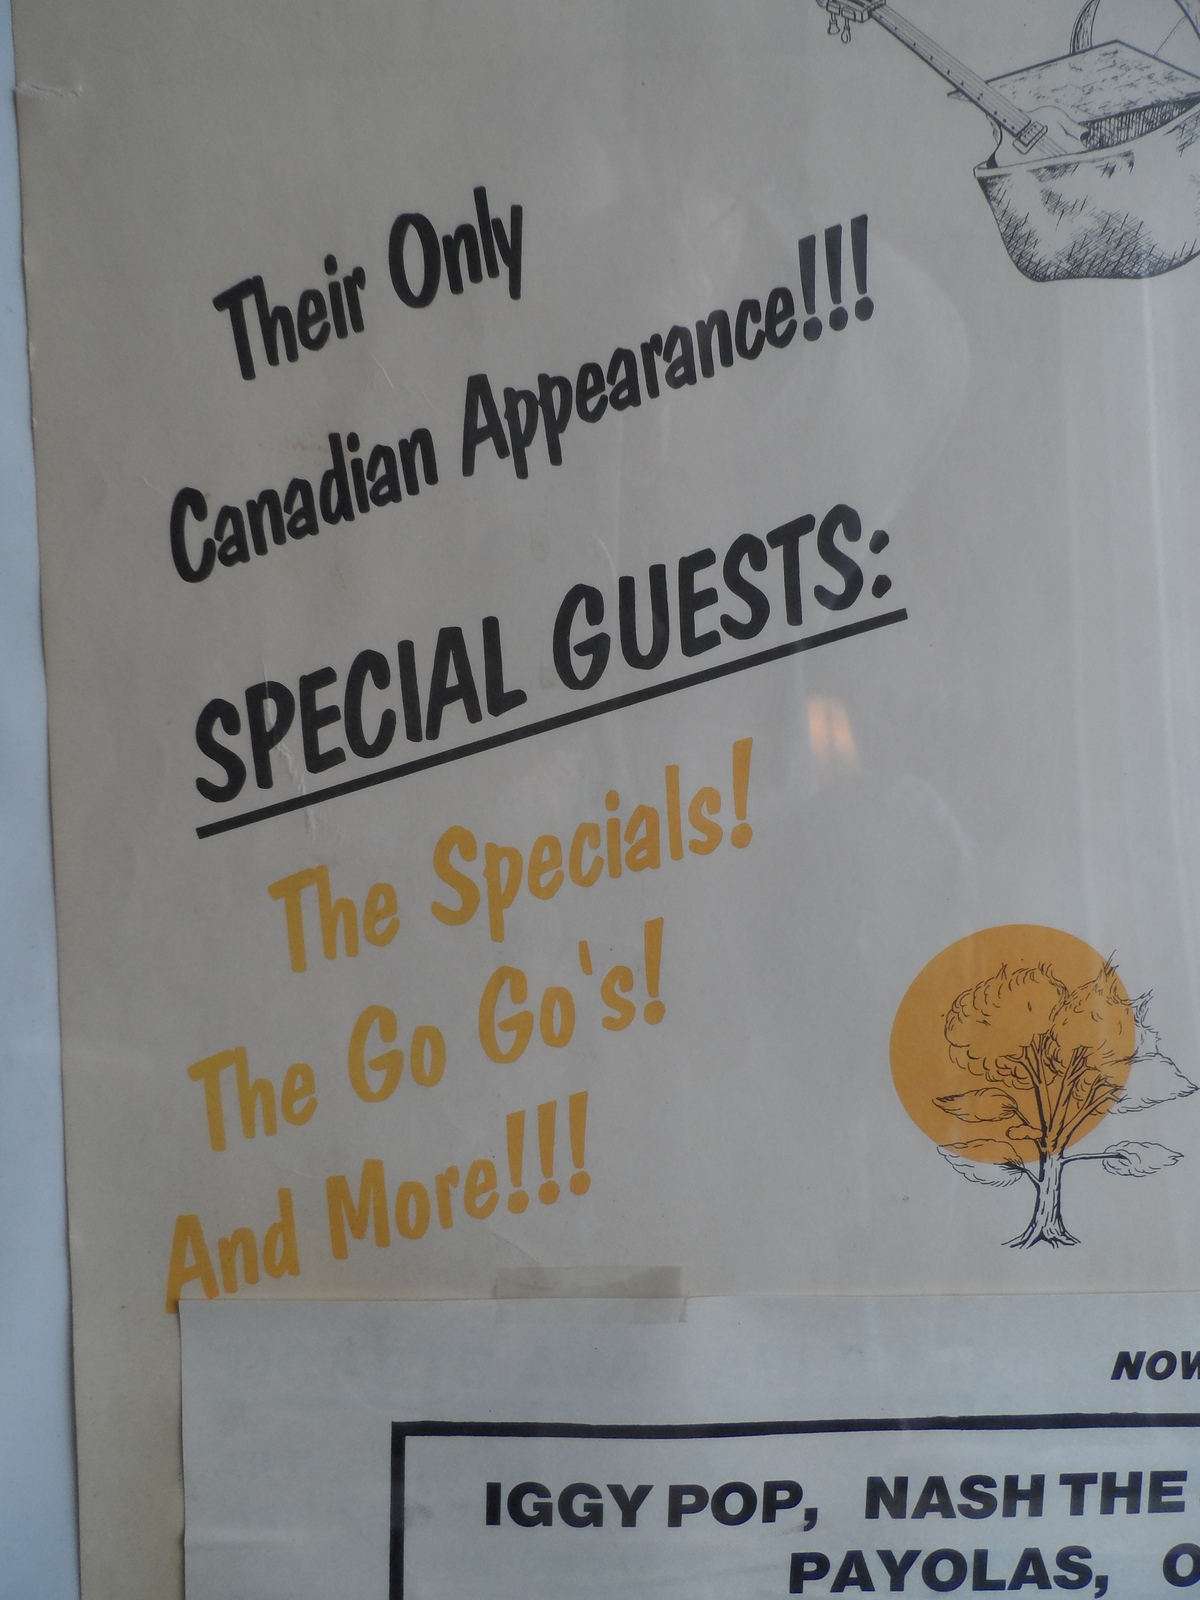 Their Only
Canadian Appearance!!!
SPECIAL GUESTS:
The Specials!
The Go Go's!
And More!!!
NOW
IGGY POP, NASH THE
PAYOLAS, O